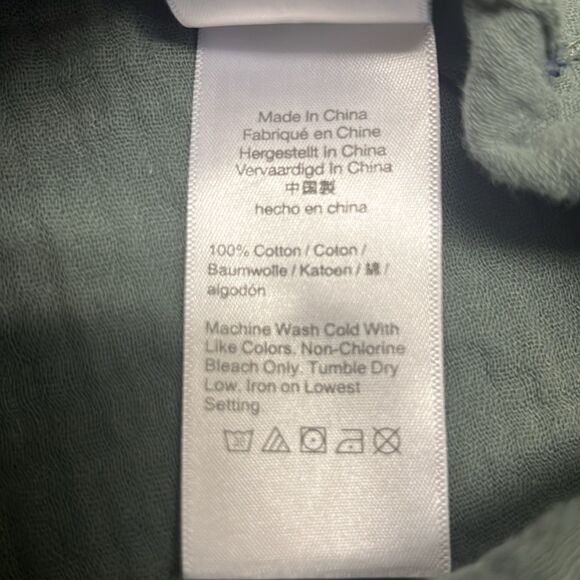 Made In China
Fabriqué en Chine
Hergestellt In China
Vervaardigd In China
中国製
hecho en china
100% Cotton / Coton /
Baumwolle / Katoen / 綿 /
algodón
Machine Wash Cold With
Like Colors. Non-Chlorine
Bleach Only. Tumble Dry
Low. Iron on Lowest
Setting